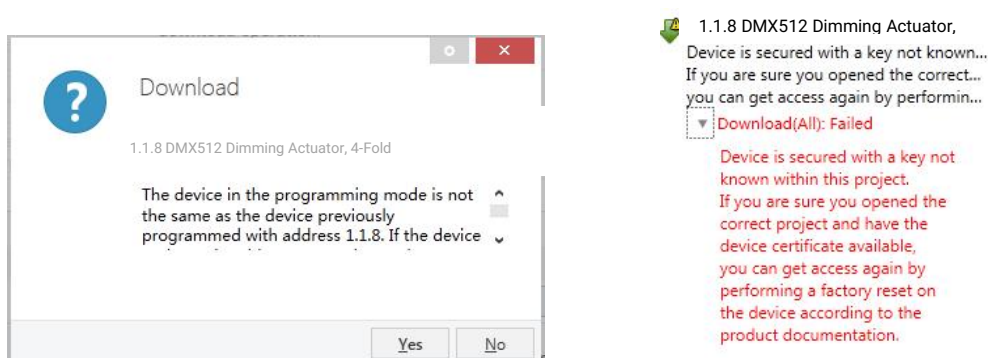 Download
1.1.8 DMX512 Dimming Actuator, 4-Fold
The device in the programming mode is not
the same as the device previously
programmed with address 1.1.8. If the device
Yes
No
1.1.8 DMX512 Dimming Actuator,
Device is secured with a key not known...
If you are sure you opened the correct...
you can get access again by performin...
Download(All): Failed
Device is secured with a key not
known within this project.
If you are sure you opened the
correct project and have the
device certificate available,
you can get access again by
performing a factory reset on
the device according to the
product documentation.